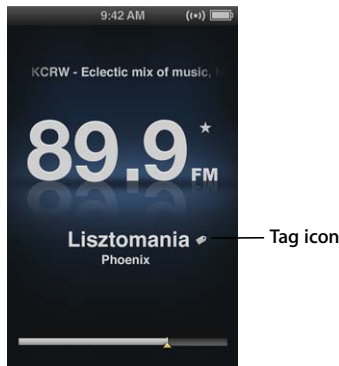 9:42 AM
KCRW - Eclectic mix of music,
89.9 FM
Lisztomania
Tag icon
Phoenix